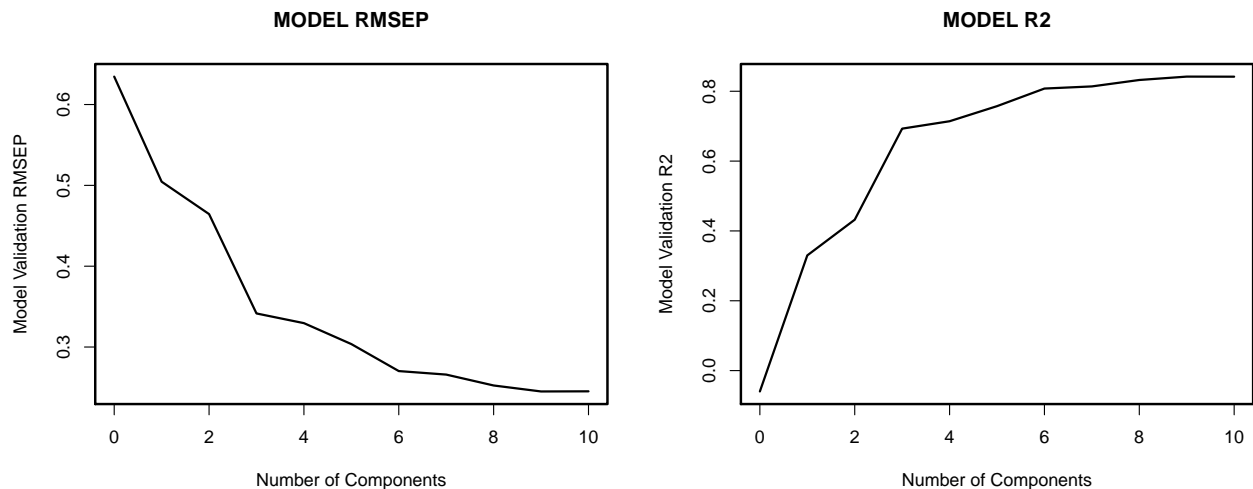 MODEL RMSEP
Model Validation RMSEP
0.6
0.5
0.4
0.3
0 2 4 6 8 10
Number of Components
MODEL R2
Model Validation R2
0.8
0.6
0.4
0.2
0.0
0 2 4 6 8 10
Number of Components